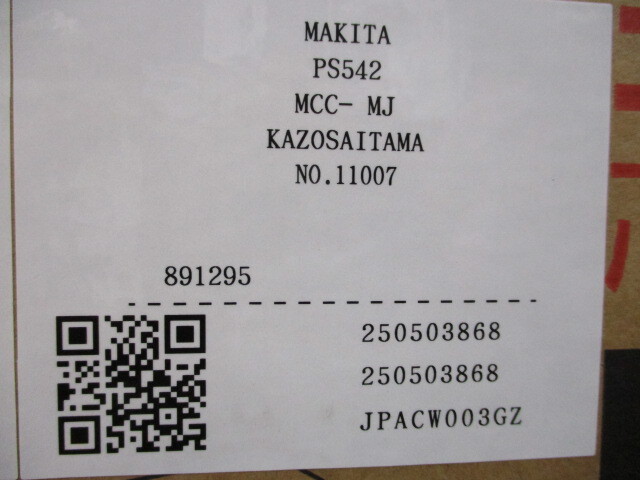 MAKITA
PS542
MCC- MJ
KAZOSAITAMA
NO.11007
891295
250503868
250503868
JPACW003GZ